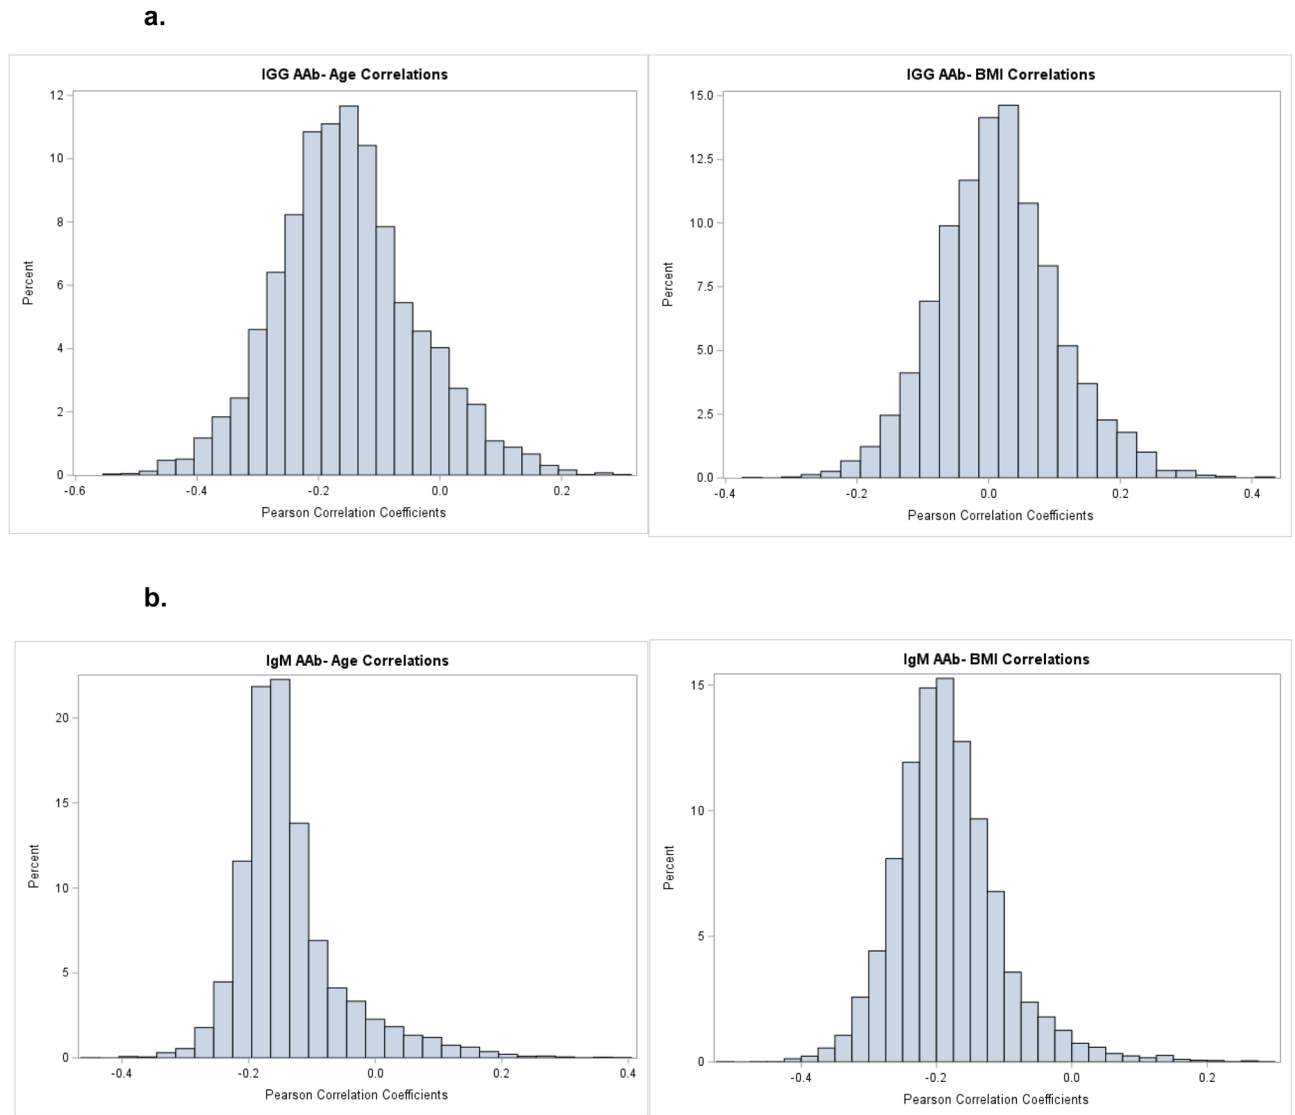 a.
IGG AAb- Age Correlations
12
10
8
6
4
2
0
Percent
-0.6 -0.4 -0.2 0.0 0.2
Pearson Correlation Coefficients
IGG AAb- BMI Correlations
15.0
12.5
10.0
7.5
5.0
2.5
0.0
Percent
-0.4 -0.2 0.0 0.2 0.4
Pearson Correlation Coefficients
b.
IgM AAb- Age Correlations
20
15
10
5
0
Percent
-0.4 -0.2 0.0 0.2 0.4
Pearson Correlation Coefficients
IgM AAb- BMI Correlations
15
10
5
0
Percent
-0.4 -0.2 0.0 0.2
Pearson Correlation Coefficients